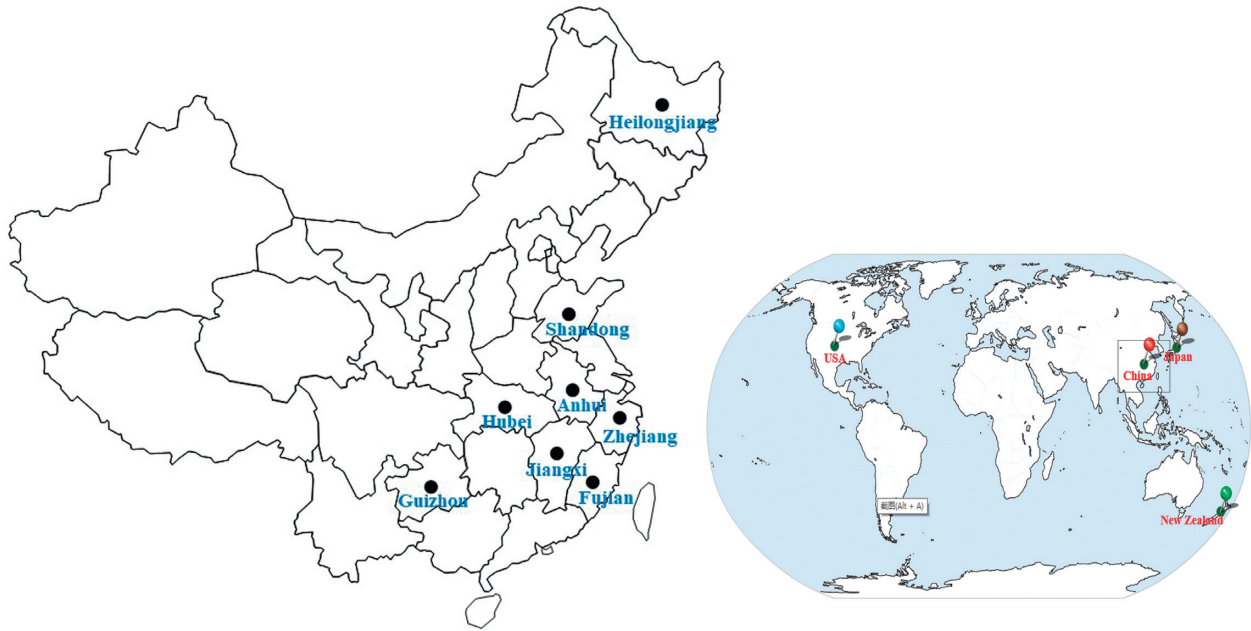 Heilongjiang
Shandong
Anhui
Hubei
Zhejiang
Jiangxi
Guizhou
Fujian
USA
Japan
China
截图(Alt + A)
New Zealand